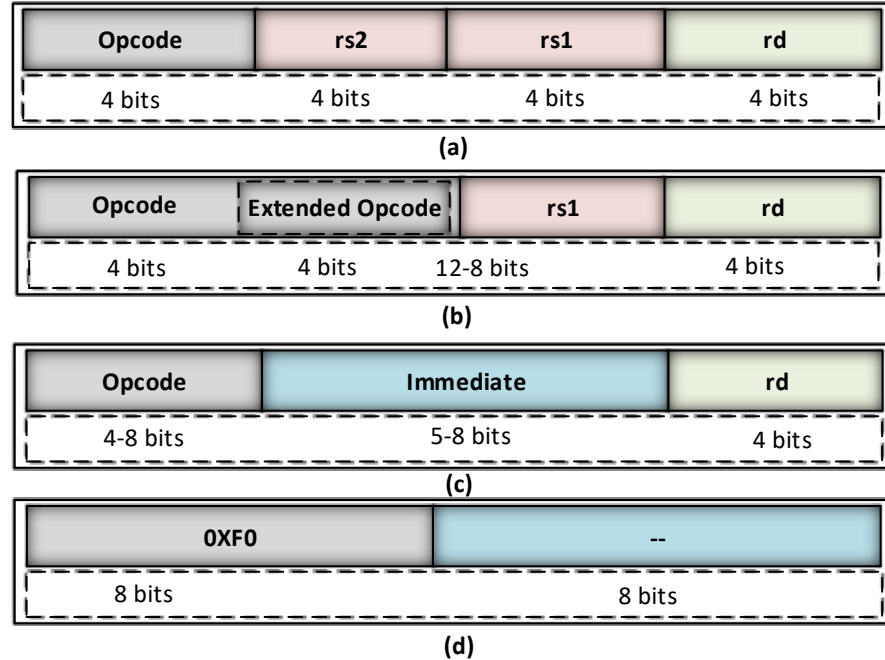 Opcode rs2 rs1 rd
4 bits 4 bits 4 bits 4 bits
(a)
Opcode Extended Opcode rs1 rd
4 bits 4 bits 12-8 bits 4 bits
(b)
Opcode Immediate rd
4-8 bits 5-8 bits 4 bits
(c)
0XF0 --
8 bits 8 bits
(d)